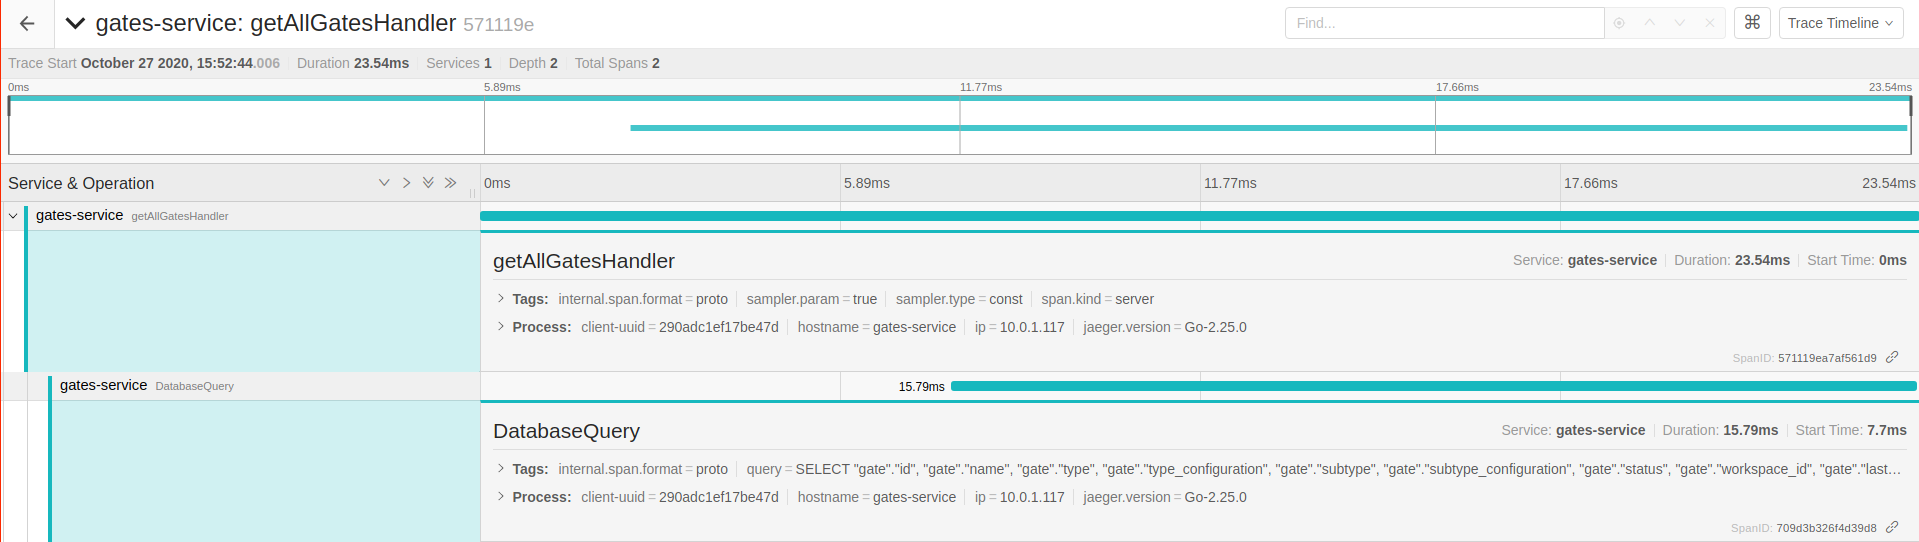 gates-service: getAllGatesHandler 571119e
Find...
Trace Timeline
Trace Start October 27 2020, 15:52:44.006 Duration 23.54ms Services 1 Depth 2 Total Spans 2
0ms 5.89ms 11.77ms 17.66ms 23.54ms
Service & Operation 0ms 5.89ms 11.77ms 17.66ms 23.54ms
gates-service getAllGatesHandler
getAllGatesHandler Service: gates-service Duration: 23.54ms Start Time: 0ms
Tags: internal.span.format = proto sampler.param = true sampler.type = const span.kind = server
Process: client-uuid = 290adc1ef17be47d hostname = gates-service ip = 10.0.1.117 jaeger.version = Go-2.25.0
SpanID: 571119ea7af561d9
gates-service DatabaseQuery 15.79ms
DatabaseQuery Service: gates-service Duration: 15.79ms Start Time: 7.7ms
Tags: internal.span.format = proto query = SELECT "gate"."id", "gate"."name", "gate"."type", "gate"."type_configuration", "gate"."subtype", "gate"."subtype_configuration", "gate"."status", "gate"."workspace_id", "gate"."last...
Process: client-uuid = 290adc1ef17be47d hostname = gates-service ip = 10.0.1.117 jaeger.version = Go-2.25.0
SpanID: 709d3b326f4d39d8